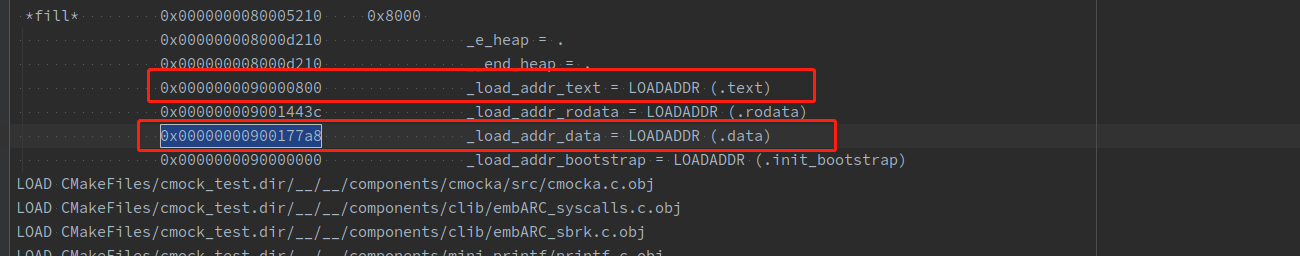 *fill* 0x0000000080005210 0x8000
0x000000008000d210 _e_heap = .
0x000000008000d210 __end_heap = .
0x0000000090000800 _load_addr_text = LOADADDR (.text)
0x000000009001443c _load_addr_rodata = LOADADDR (.rodata)
0x00000000900177a8 _load_addr_data = LOADADDR (.data)
0x0000000090000000 _load_addr_bootstrap = LOADADDR (.init_bootstrap)
LOAD CMakeFiles/cmock_test.dir/__/__/components/cmocka/src/cmocka.c.obj
LOAD CMakeFiles/cmock_test.dir/__/__/components/clib/embARC_syscalls.c.obj
LOAD CMakeFiles/cmock_test.dir/__/__/components/clib/embARC_sbrk.c.obj
LOAD CMakeFiles/cmock_test.dir/__/__/components/mini_printf/printf.c.obj